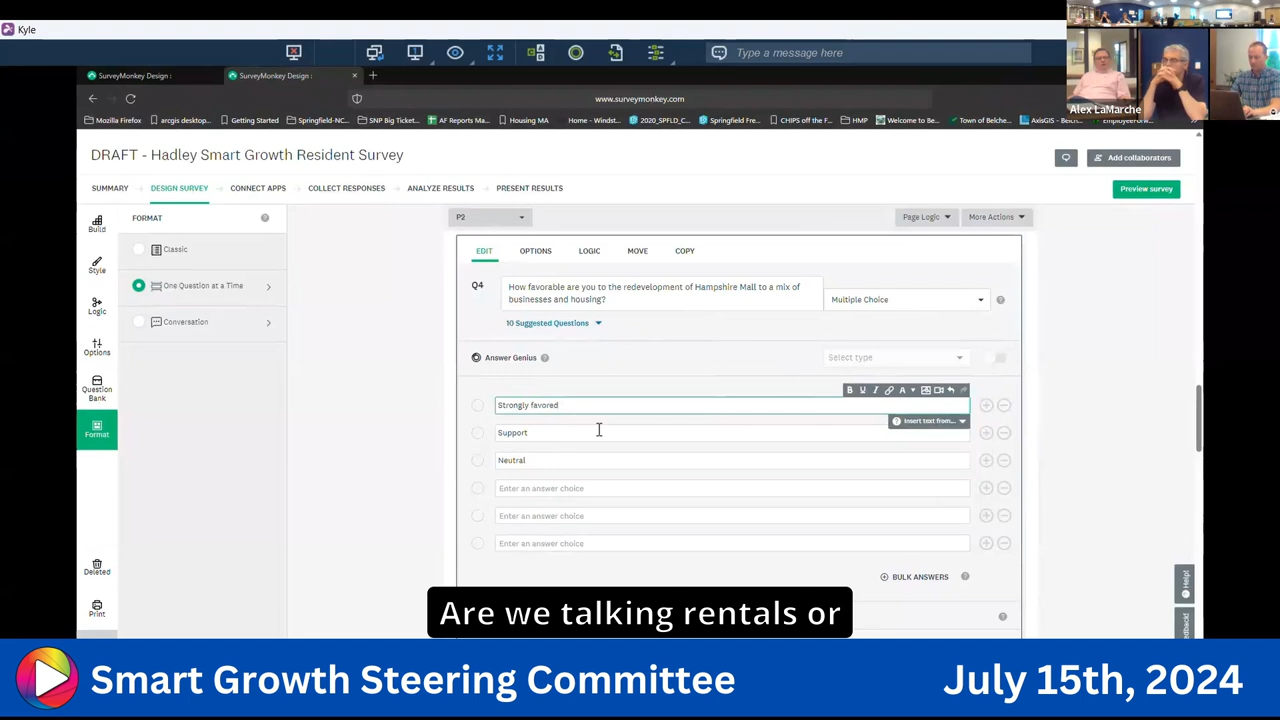 Kyle
Type a message here
Alex LaMarche
SurveyMonkey Design :
SurveyMonkey Design :
www.surveymonkey.com
Mozilla Firefox
arcgis desktop...
Getting Started
Springfield-NC...
SNP Big Ticket...
AF Reports Ma...
Housing MA
Home - Windst...
2020_SPFLD_C...
Springfield Free...
CHIPS off the F...
HMP
Welcome to Be...
Town of Belche...
AxisGIS - Belch...
DRAFT - Hadley Smart Growth Resident Survey
Add collaborators
SUMMARY
DESIGN SURVEY
CONNECT APPS
COLLECT RESPONSES
ANALYZE RESULTS
PRESENT RESULTS
Preview survey
Build
Style
Logic
Options
Question
Bank
Format
Deleted
Print
FORMAT
Classic
One Question at a Time
Conversation
P2
Page Logic
More Actions
EDIT
OPTIONS
LOGIC
MOVE
COPY
Q4
How favorable are you to the redevelopment of Hampshire Mall to a mix of
businesses and housing?
Multiple Choice
10 Suggested Questions
Answer Genius
Select type
B U I A
Strongly favored
Insert text from...
Support
Neutral
Enter an answer choice
Enter an answer choice
Enter an answer choice
BULK ANSWERS
Help!
Are we talking rentals or
Smart Growth Steering Committee
July 15th, 2024